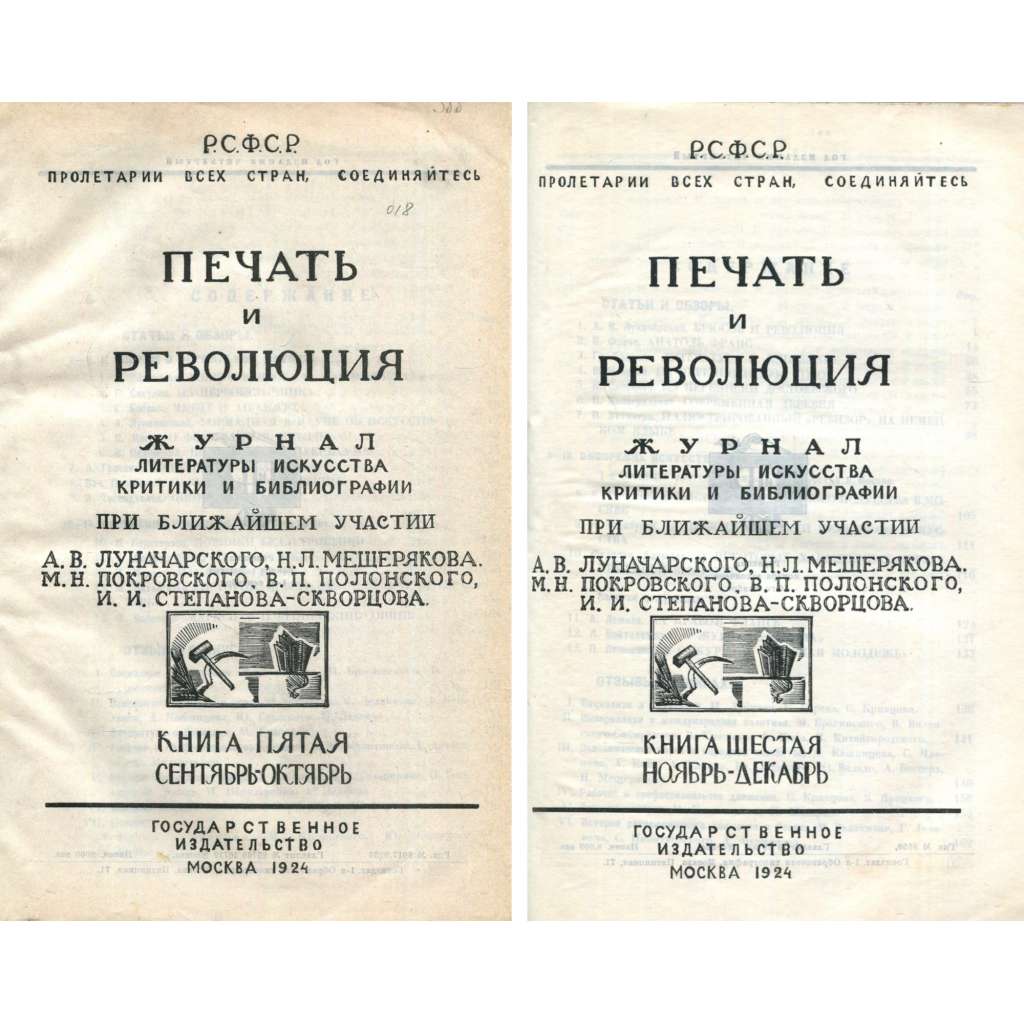 Р.С.Ф.С.Р.
ПРОЛЕТАРИИ ВСЕХ СТРАН, СОЕДИНЯЙТЕСЬ
018
ПЕЧАТЬ
И
РЕВОЛЮЦИЯ
ЖУРНАЛ
ЛИТЕРАТУРЫ ИСКУССТВА
КРИТИКИ И БИБЛИОГРАФИИ
ПРИ БЛИЖАЙШЕМ УЧАСТИИ
А.В. ЛУНАЧАРСКОГО, Н.Л. МЕЩЕРЯКОВА.
М.Н. ПОКРОВСКОГО, В.П. ПОЛОНСКОГО,
И.И. СТЕПАНОВА-СКВОРЦОВА.
КНИГА ПЯТАЯ
СЕНТЯБРЬ-ОКТЯБРЬ
ГОСУДАРСТВЕННОЕ
ИЗДАТЕЛЬСТВО
МОСКВА 1924
Р.С.Ф.С.Р.
ПРОЛЕТАРИИ ВСЕХ СТРАН, СОЕДИНЯЙТЕСЬ
ПЕЧАТЬ
И
РЕВОЛЮЦИЯ
ЖУРНАЛ
ЛИТЕРАТУРЫ ИСКУССТВА
КРИТИКИ И БИБЛИОГРАФИИ
ПРИ БЛИЖАЙШЕМ УЧАСТИИ
А.В. ЛУНАЧАРСКОГО, Н.Л. МЕЩЕРЯКОВА.
М.Н. ПОКРОВСКОГО, В.П. ПОЛОНСКОГО,
И.И. СТЕПАНОВА-СКВОРЦОВА.
КНИГА ШЕСТАЯ
НОЯБРЬ-ДЕКАБРЬ
ГОСУДАРСТВЕННОЕ
ИЗДАТЕЛЬСТВО
МОСКВА 1924